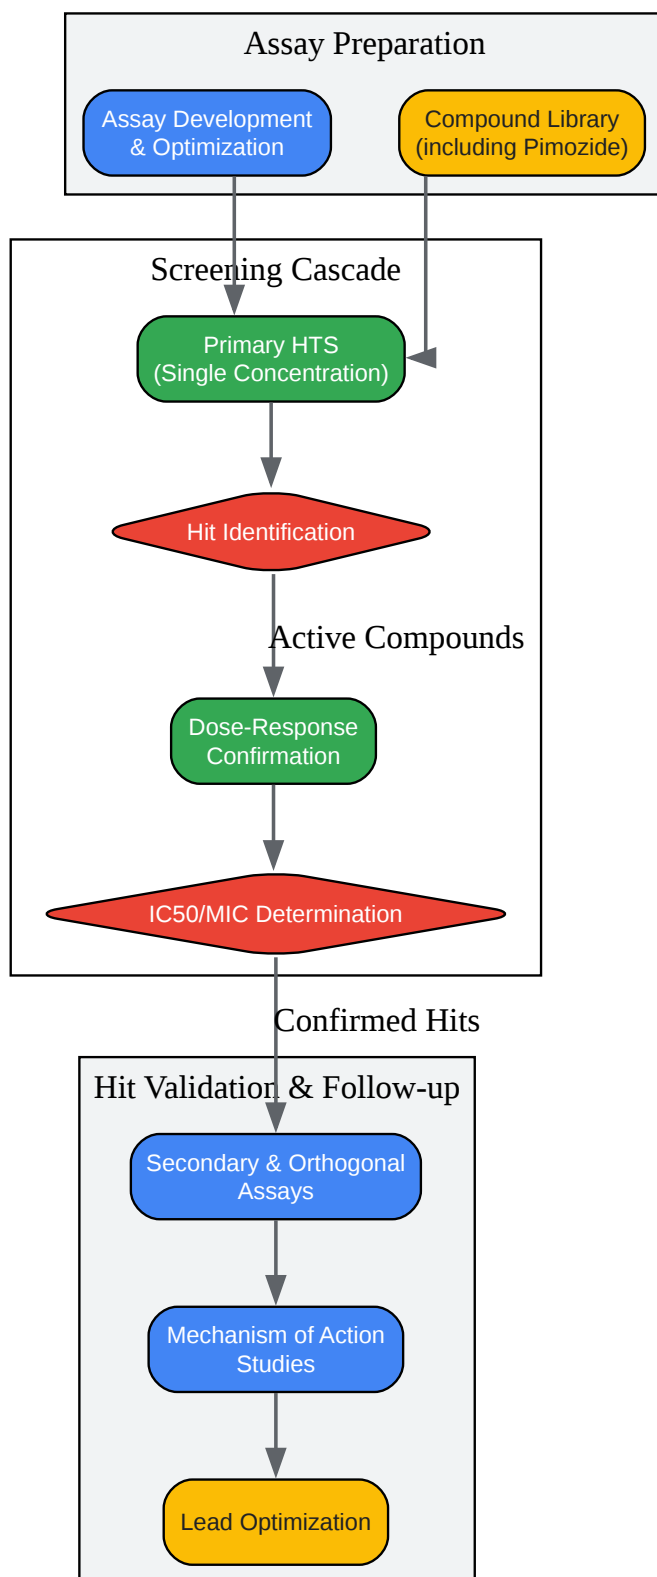 Assay Preparation
Assay Development
& Optimization
Compound Library
(including Pimozide)
Screening Cascade
Primary HTS
(Single Concentration)
Hit Identification
Active Compounds
Dose-Response
Confirmation
IC50/MIC Determination
Confirmed Hits
Hit Validation & Follow-up
Secondary & Orthogonal
Assays
Mechanism of Action
Studies
Lead Optimization